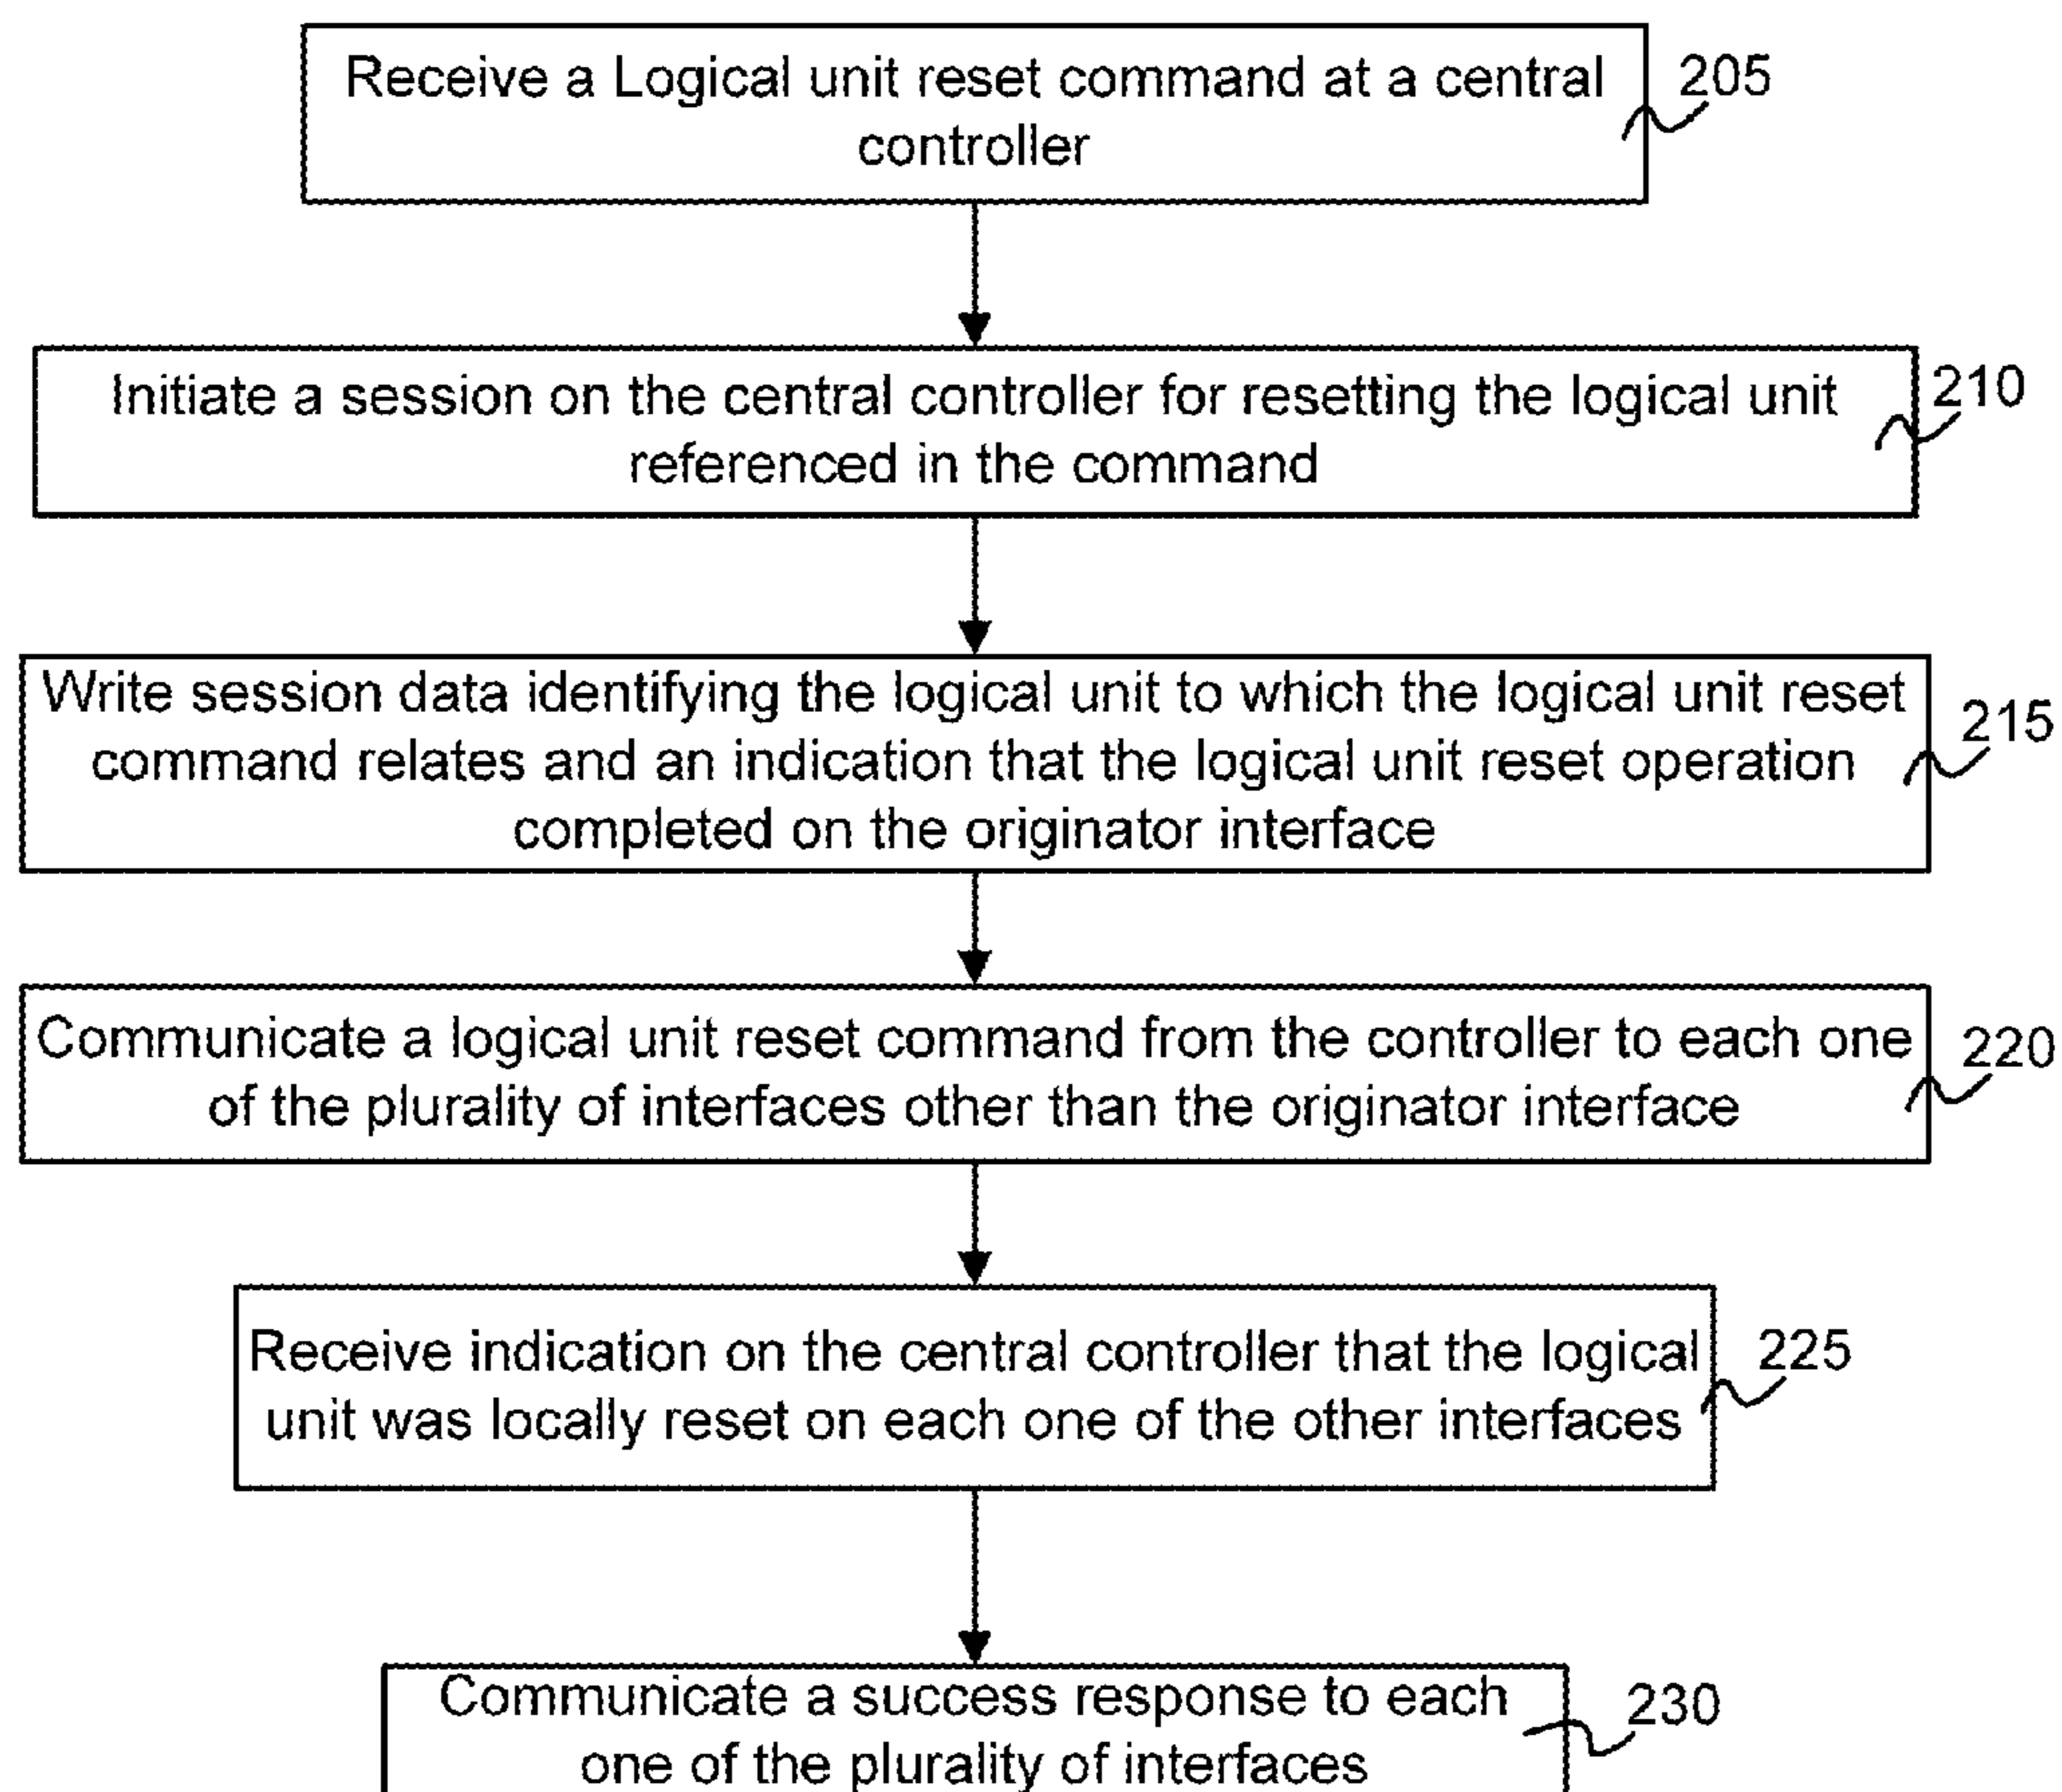 Receive a Logical unit reset command at a central
controller
205
Initiate a session on the central controller for resetting the logical unit
referenced in the command
210
Write session data identifying the logical unit to which the logical unit reset
command relates and an indication that the logical unit reset operation
completed on the originator interface
215
Communicate a logical unit reset command from the controller to each one
of the plurality of interfaces other than the originator interface
220
Receive indication on the central controller that the logical
unit was locally reset on each one of the other interfaces
225
Communicate a success response to each
one of the plurality of interfaces
230